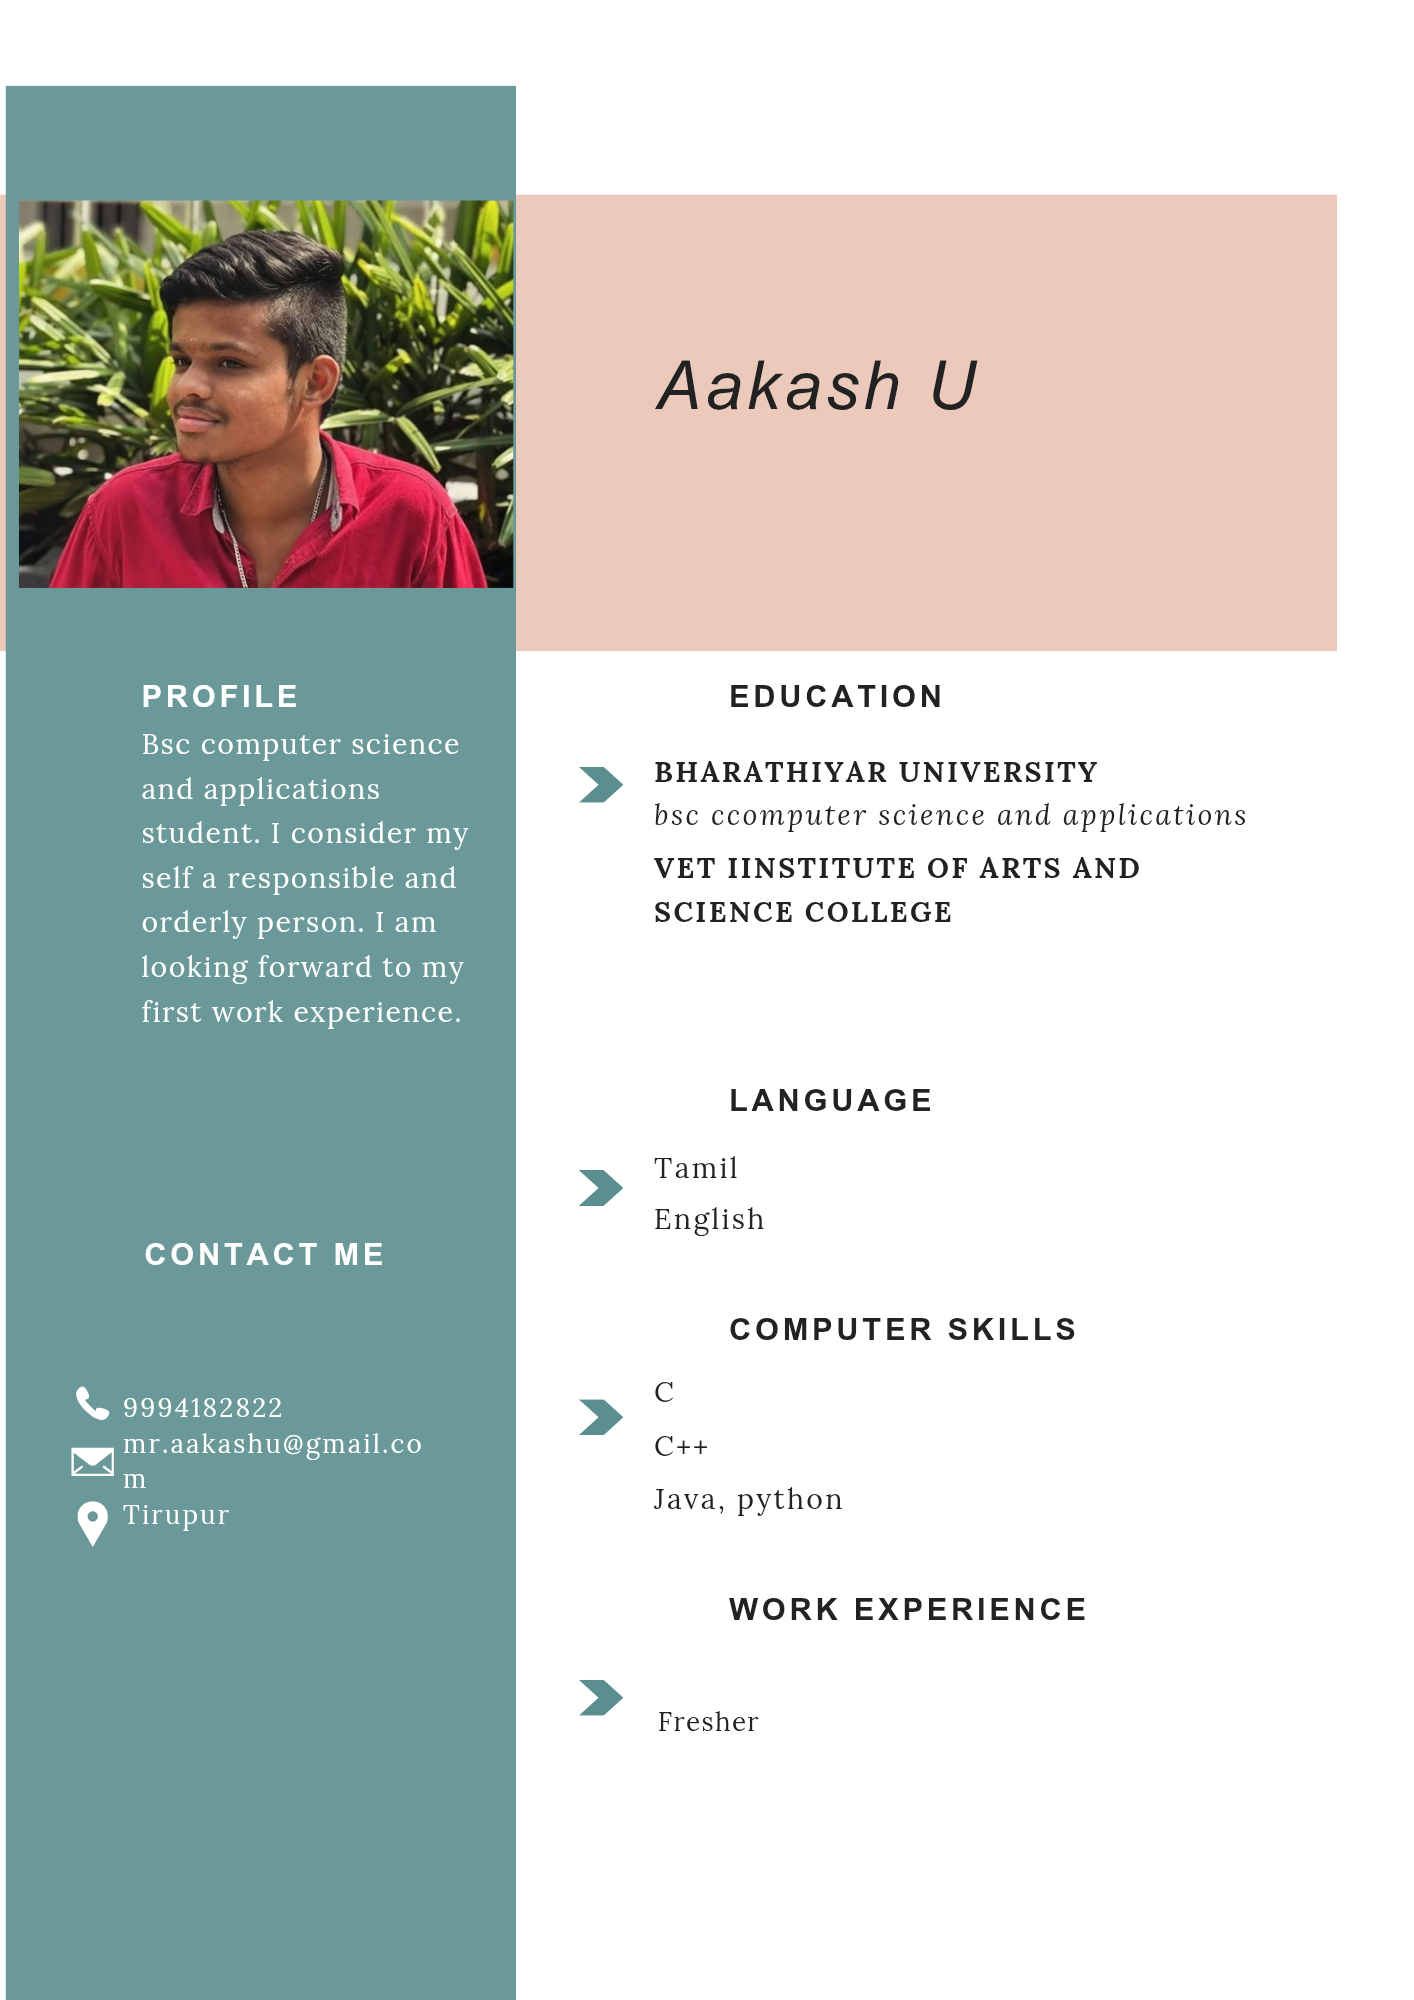 Aakash U
PROFILE
Bsc computer science
and applications
student. I consider my
self a responsible and
orderly person. I am
looking forward to my
first work experience.
CONTACT ME
9994182822
mr.aakashu@gmail.co
m
Tirupur
EDUCATION
BHARATHIYAR UNIVERSITY
bsc ccomputer science and applications
VET IINSTITUTE OF ARTS AND
SCIENCE COLLEGE
LANGUAGE
Tamil
English
COMPUTER SKILLS
C
C++
Java, python
WORK EXPERIENCE
Fresher